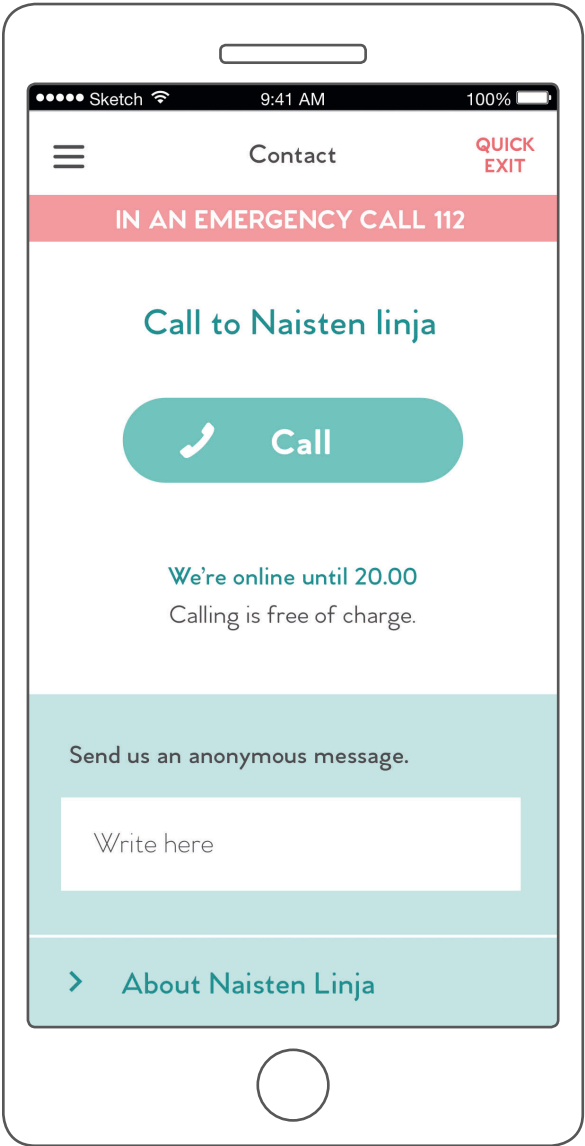 Sketch 9:41 AM 100%
Contact
QUICK
EXIT
IN AN EMERGENCY CALL 112
Call to Naisten linja
Call
We're online until 20.00
Calling is free of charge.
Send us an anonymous message.
Write here
About Naisten Linja